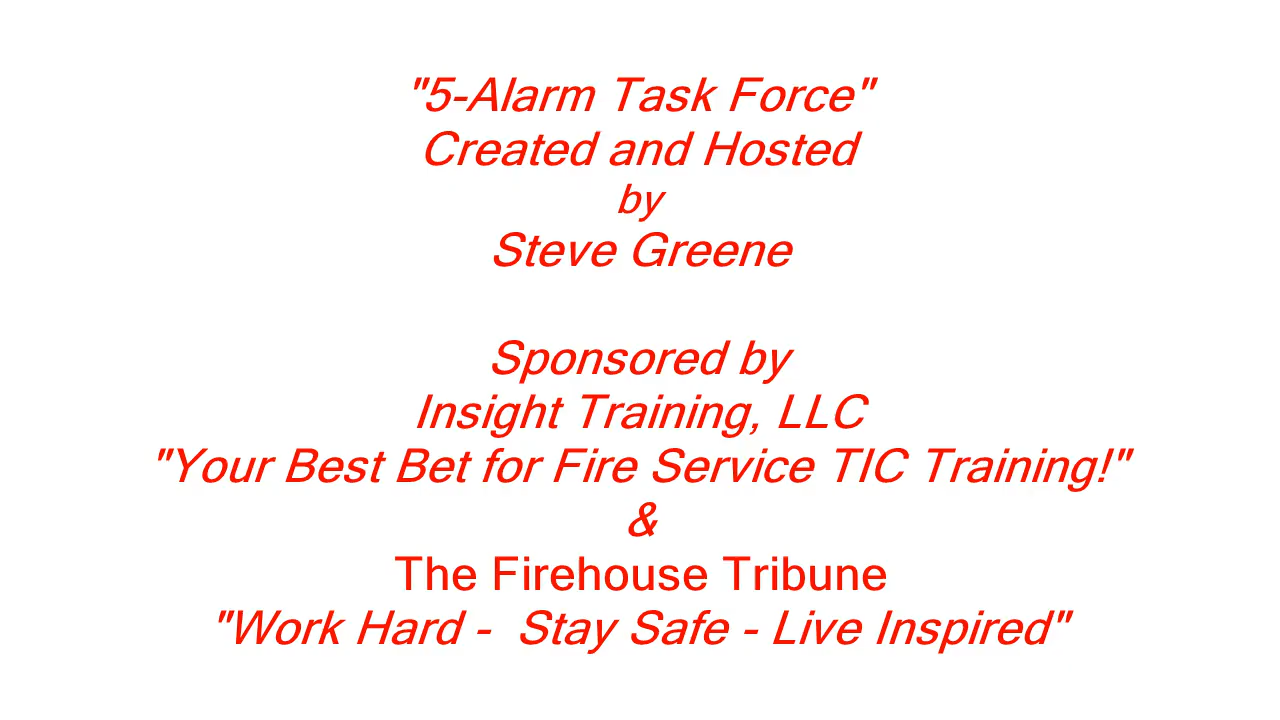 "5-Alarm Task Force"
Created and Hosted
by
Steve Greene
Sponsored by
Insight Training, LLC
"Your Best Bet for Fire Service TIC Training!"
&
The Firehouse Tribune
"Work Hard -  Stay Safe - Live Inspired"